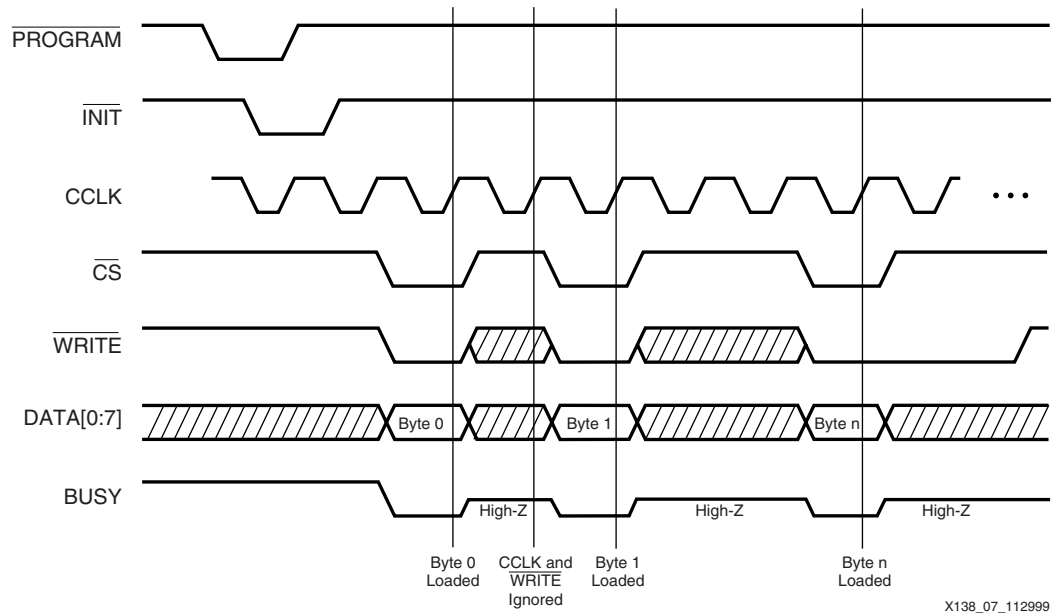 PROGRAM
INIT
CCLK
...
CS
WRITE
DATA[0:7]
Byte 0
Byte 1
Byte n
BUSY
High-Z
High-Z
High-Z
Byte 0
Loaded
CCLK and
WRITE
Ignored
Byte 1
Loaded
Byte n
Loaded
X138_07_112999